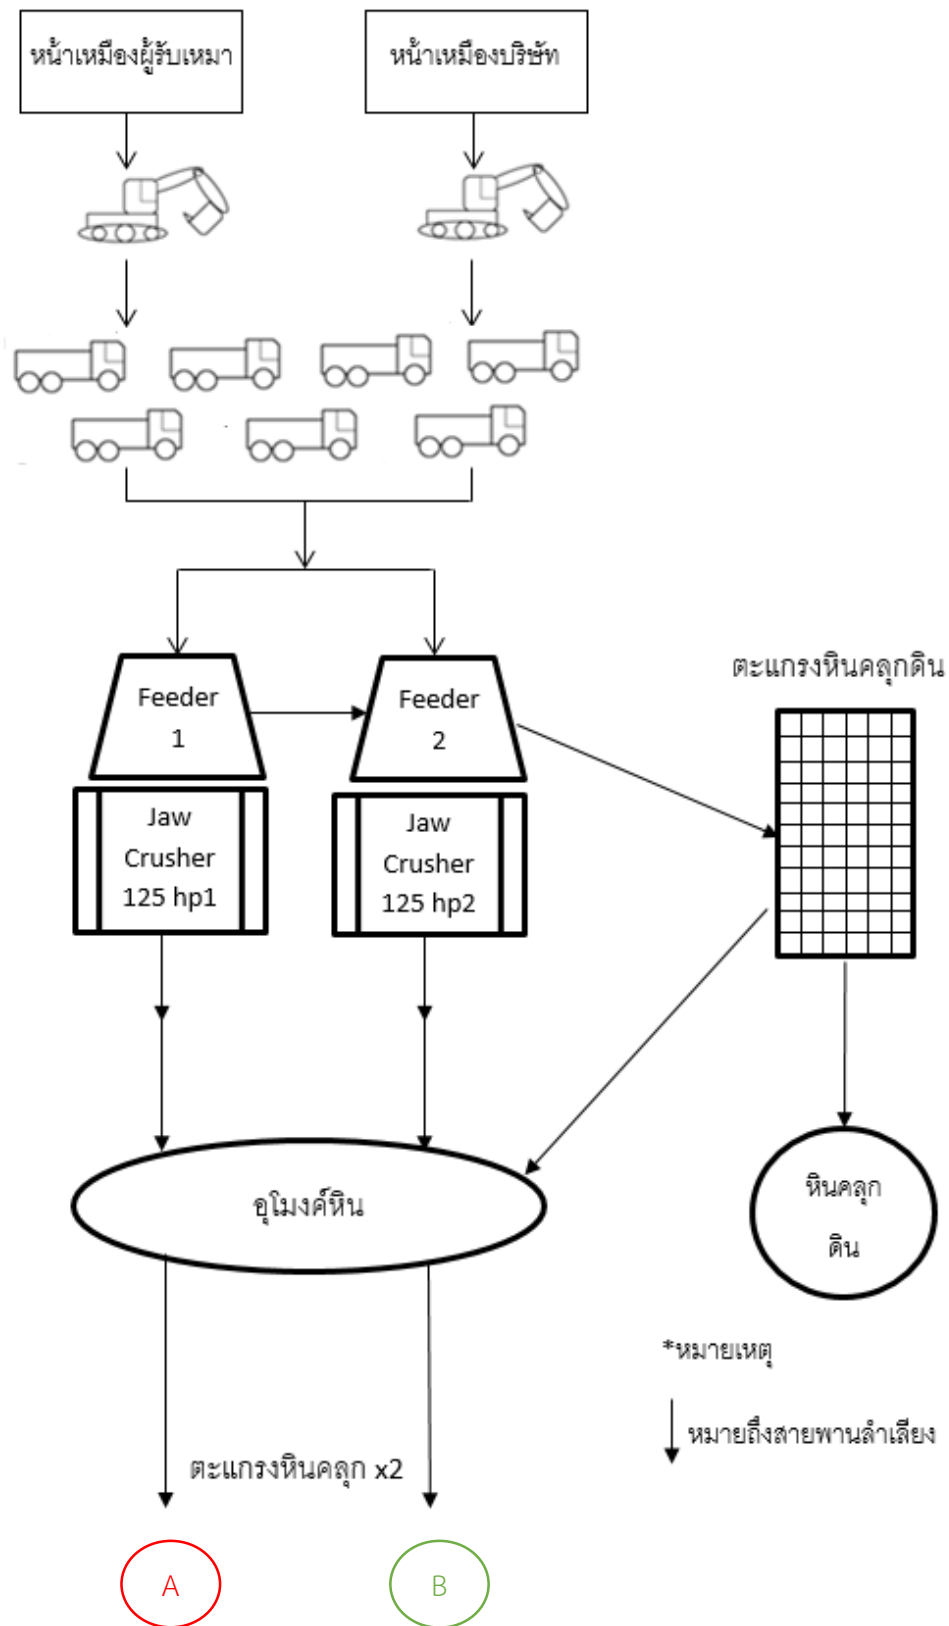 หน้าเหมืองผู้รับเหมา
หน้าเหมืองบริษัท
Feeder
1
Feeder
2
ตะแกรงหินคลุกดิน
Jaw
Crusher
125 hp1
Jaw
Crusher
125 hp2
อุโมงค์หิน
หินคลุก
ดิน
*หมายเหตุ
หมายถึงสายพานลำเลียง
ตะแกรงหินคลุก x2
A
B